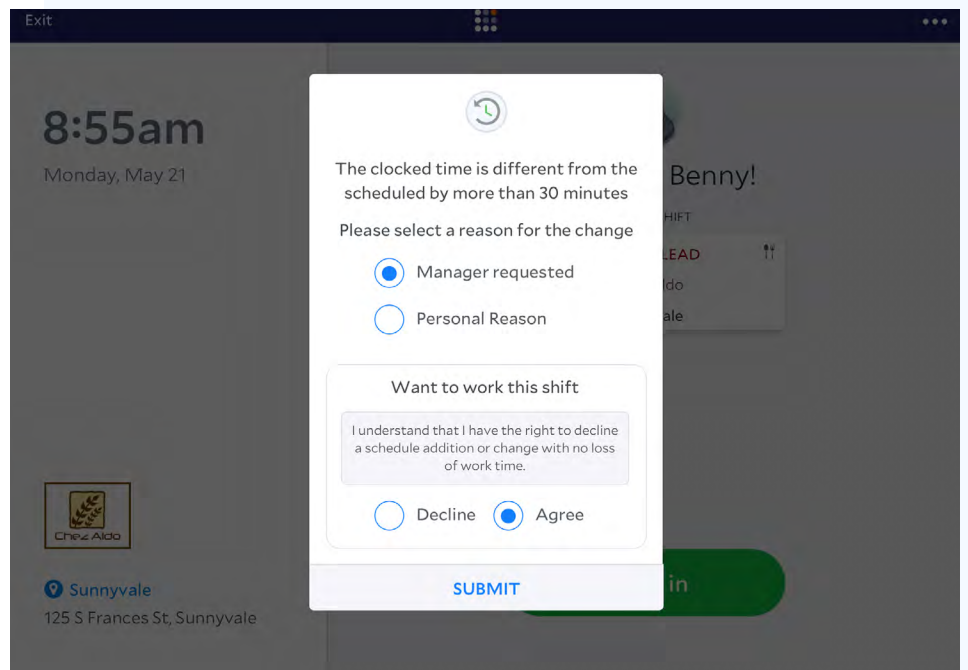 Exit
8:55am
Monday, May 21
The clocked time is different from the
scheduled by more than 30 minutes
Please select a reason for the change
Manager requested
Personal Reason
Want to work this shift
I understand that I have the right to decline
a schedule addition or change with no loss
of work time.
Decline Agree
SUBMIT
Benny!
HIFT
LEAD
ldo
ale
in
Chez Aldo
Sunnyvale
125 S Frances St, Sunnyvale